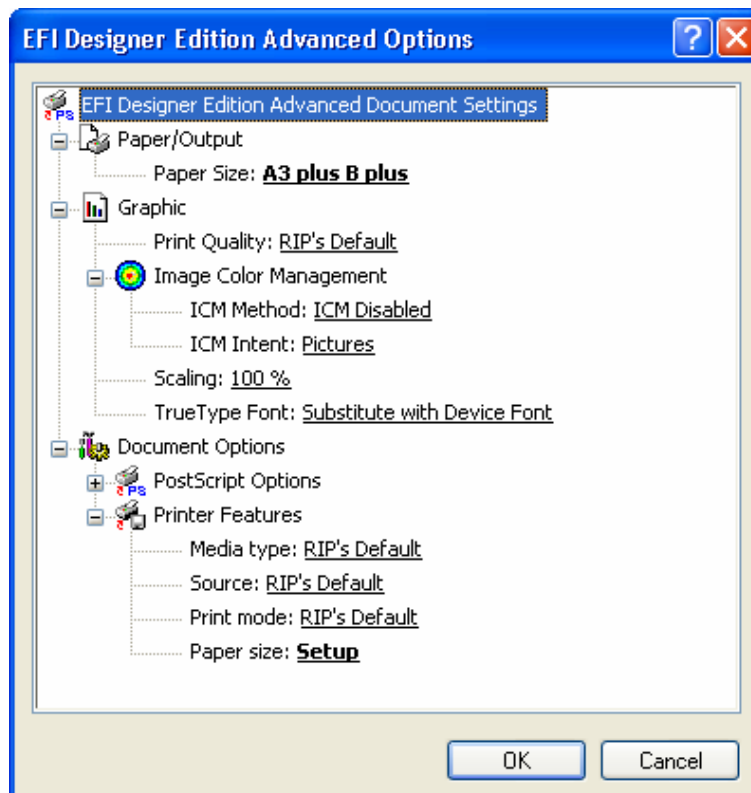 EFI Designer Edition Advanced Options
EFI Designer Edition Advanced Document Settings
Paper/Output
Paper Size: A3 plus B plus
Graphic
Print Quality: RIP's Default
Image Color Management
ICM Method: ICM Disabled
ICM Intent: Pictures
Scaling: 100 %
TrueType Font: Substitute with Device Font
Document Options
PostScript Options
Printer Features
Media type: RIP's Default
Source: RIP's Default
Print mode: RIP's Default
Paper size: Setup
OK Cancel